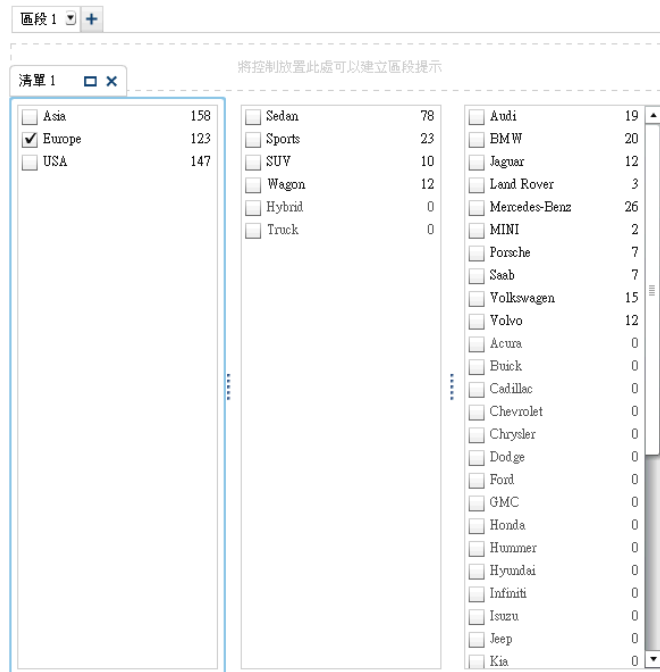 區段 1
將控制放置此處可以建立區段提示
清單 1
Asia 158
Europe 123
USA 147
Sedan 78
Sports 23
SUV 10
Wagon 12
Hybrid 0
Truck 0
Audi 19
BMW 20
Jaguar 12
Land Rover 3
Mercedes-Benz 26
MINI 2
Porsche 7
Saab 7
Volkswagen 15
Volvo 12
Acura 0
Buick 0
Cadillac 0
Chevrolet 0
Chrysler 0
Dodge 0
Ford 0
GMC 0
Honda 0
Hummer 0
Hyundai 0
Infiniti 0
Isuzu 0
Jeep 0
Kia 0